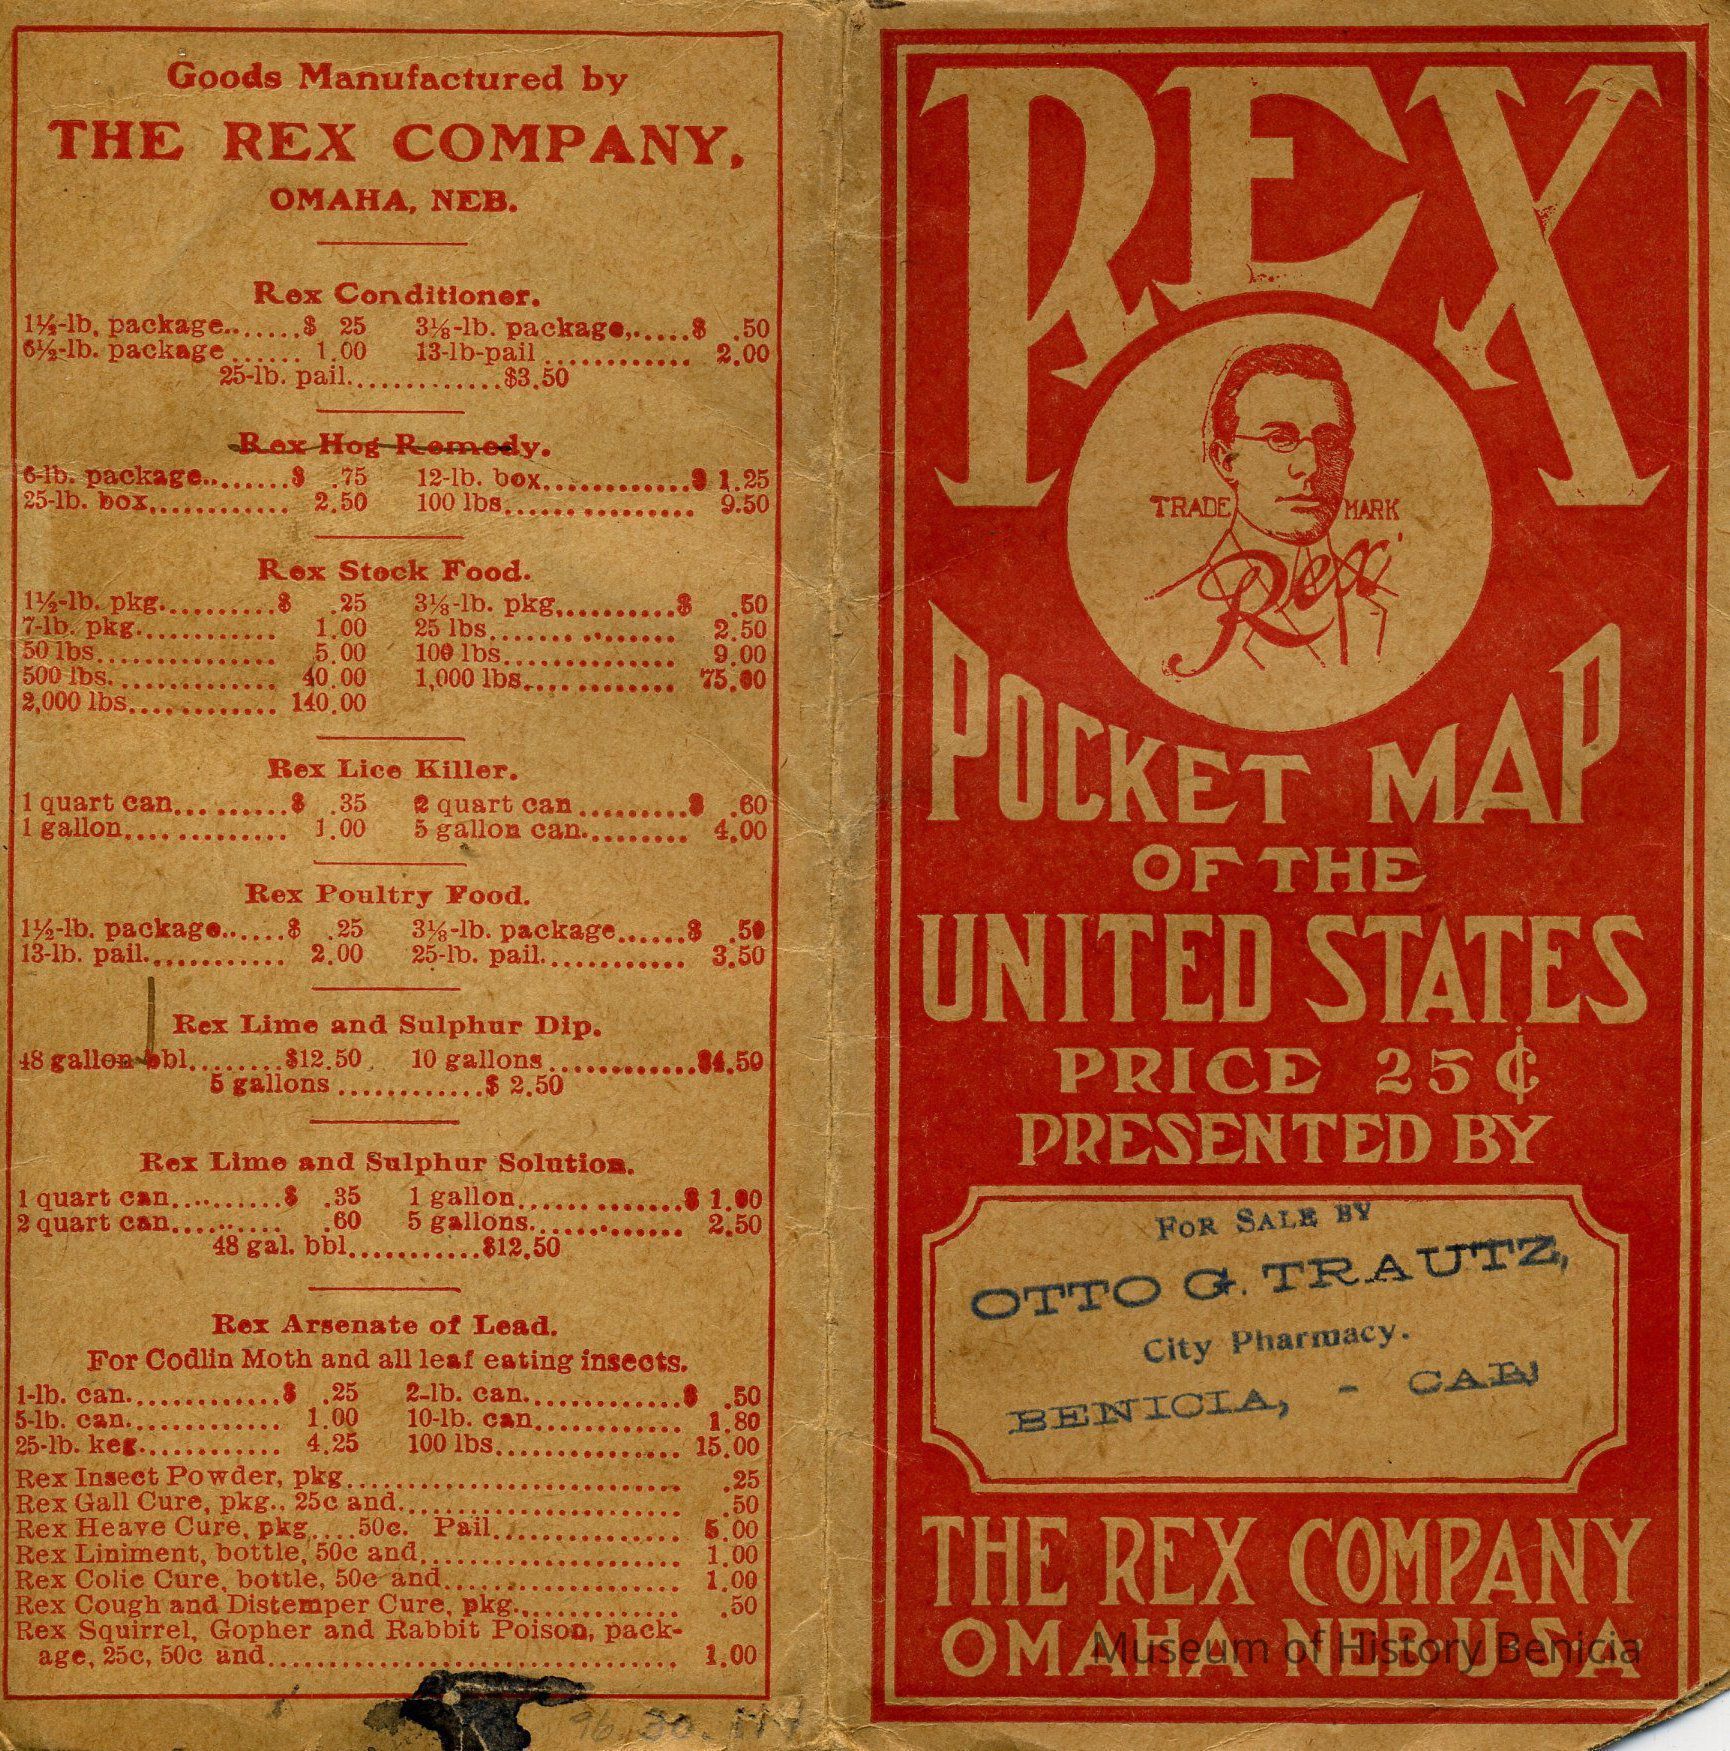 Goods Manufactured by
THE REX COMPANY,
OMAHA, NEB.
Rex Conditioner.
1½-lb. package........$ 25 3⅛-lb. package,.....$ .50
6½-lb. package...... 1.00 13-lb-pail............ 2.00
25-lb. pail.............$3.50
Rex Hog Remedy.
6-lb. package.........$ .75 12-lb. box.............$ 1.25
25-lb. box............ 2.50 100 lbs................ 9.50
Rex Stock Food.
1½-lb. pkg..........$ .25 3⅛-lb. pkg..........$ .50
7-lb. pkg............ 1.00 25 lbs................ 2.50
50 lbs............... 5.00 100 lbs............... 9.00
500 lbs.............. 40.00 1,000 lbs............. 75.00
2,000 lbs............ 140.00
Rex Lice Killer.
1 quart can..........$ .35 2 quart can.........$ .60
1 gallon............. 1.00 5 gallon can......... 4.00
Rex Poultry Food.
1½-lb. package......$ .25 3⅛-lb. package......$ .50
13-lb. pail........... 2.00 25-lb. pail........... 3.50
Rex Lime and Sulphur Dip.
48 gallon bbl........$12.50 10 gallons............$4.50
5 gallons............$ 2.50
Rex Lime and Sulphur Solution.
1 quart can.........$ .35 1 gallon..............$ 1.00
2 quart can......... .60 5 gallons............. 2.50
48 gal. bbl...........$12.50
Rex Arsenate of Lead.
For Codlin Moth and all leaf eating insects.
1-lb. can............$ .25 2-lb. can............$ .50
5-lb. can............ 1.00 10-lb. can........... 1.80
25-lb. keg........... 4.25 100 lbs.............. 15.00
Rex Insect Powder, pkg........................... .25
Rex Gall Cure, pkg., 25c and..................... .50
Rex Heave Cure, pkg....50c. Pail................ 5.00
Rex Liniment, bottle, 50c and.................... 1.00
Rex Colic Cure, bottle, 50c and.................. 1.00
Rex Cough and Distemper Cure, pkg.............. .50
Rex Squirrel, Gopher and Rabbit Poison, pack-
age, 25c, 50c and................................ 1.00
REX
TRADE MARK
Rex
POCKET MAP
OF THE
UNITED STATES
PRICE 25¢
PRESENTED BY
FOR SALE BY
OTTO G. TRAUTZ,
City Pharmacy.
BENICIA, - CAL
THE REX COMPANY
OMAHA NEB U.S.A
Museum of History Benicia